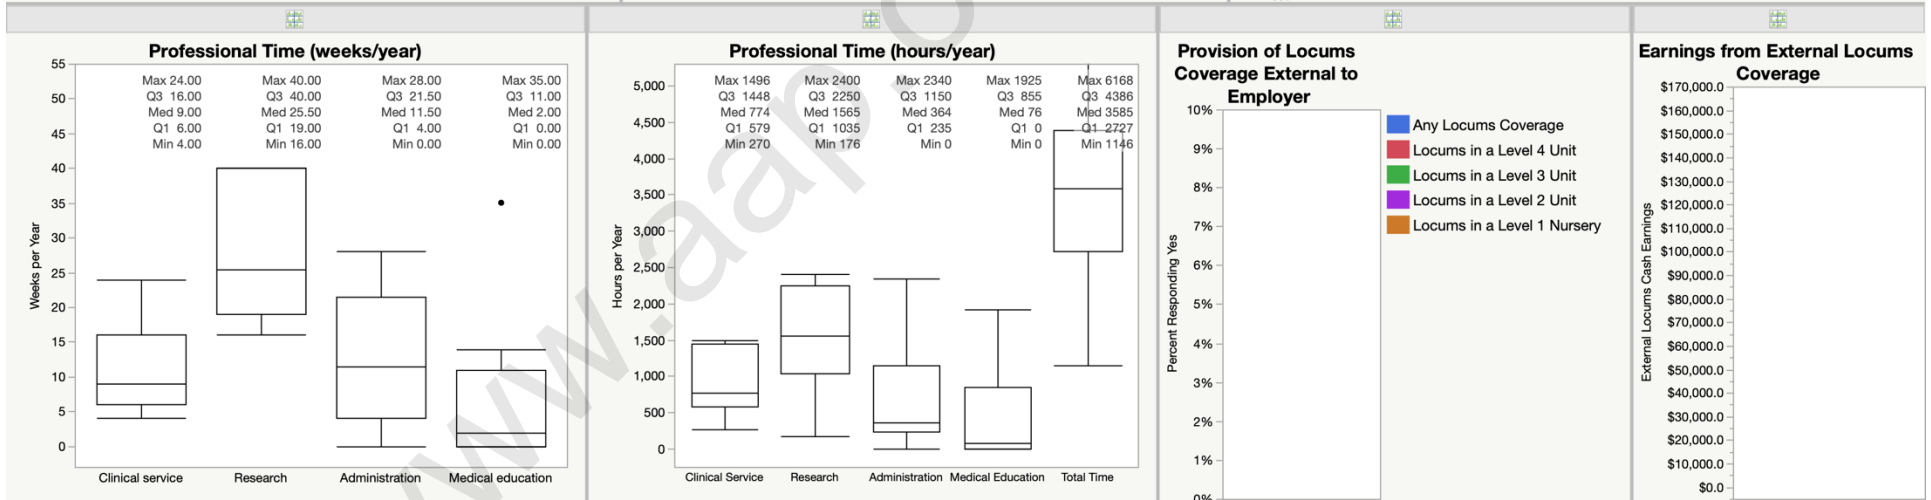 Professional Time (weeks/year)
Max 24.00 Max 40.00 Max 28.00 Max 35.00
Q3 16.00 Q3 40.00 Q3 21.50 Q3 11.00
Med 9.00 Med 25.50 Med 11.50 Med 2.00
Q1 6.00 Q1 19.00 Q1 4.00 Q1 0.00
Min 4.00 Min 16.00 Min 0.00 Min 0.00
55
50
45
40
35
30
25
20
15
10
5
0
Weeks per Year
Clinical service Research Administration Medical education
Professional Time (hours/year)
Max 1496 Max 2400 Max 2340 Max 1925 Max 6168
Q3 1448 Q3 2250 Q3 1150 Q3 855 Q3 4386
Med 774 Med 1565 Med 364 Med 76 Med 3585
Q1 579 Q1 1035 Q1 235 Q1 0 Q1 2727
Min 270 Min 176 Min 0 Min 0 Min 1146
5,000
4,500
4,000
3,500
3,000
2,500
2,000
1,500
1,000
500
0
Hours per Year
Clinical Service Research Administration Medical Education Total Time
Provision of Locums
Coverage External to
Employer
10%
9%
8%
7%
6%
5%
4%
3%
2%
1%
0%
Percent Responding Yes
Any Locums Coverage
Locums in a Level 4 Unit
Locums in a Level 3 Unit
Locums in a Level 2 Unit
Locums in a Level 1 Nursery
Earnings from External Locums
Coverage
$170,000.0
$160,000.0
$150,000.0
$140,000.0
$130,000.0
$120,000.0
$110,000.0
$100,000.0
$90,000.0
$80,000.0
$70,000.0
$60,000.0
$50,000.0
$40,000.0
$30,000.0
$20,000.0
$10,000.0
$0.0
External Locums Cash Earnings
www.aap.o